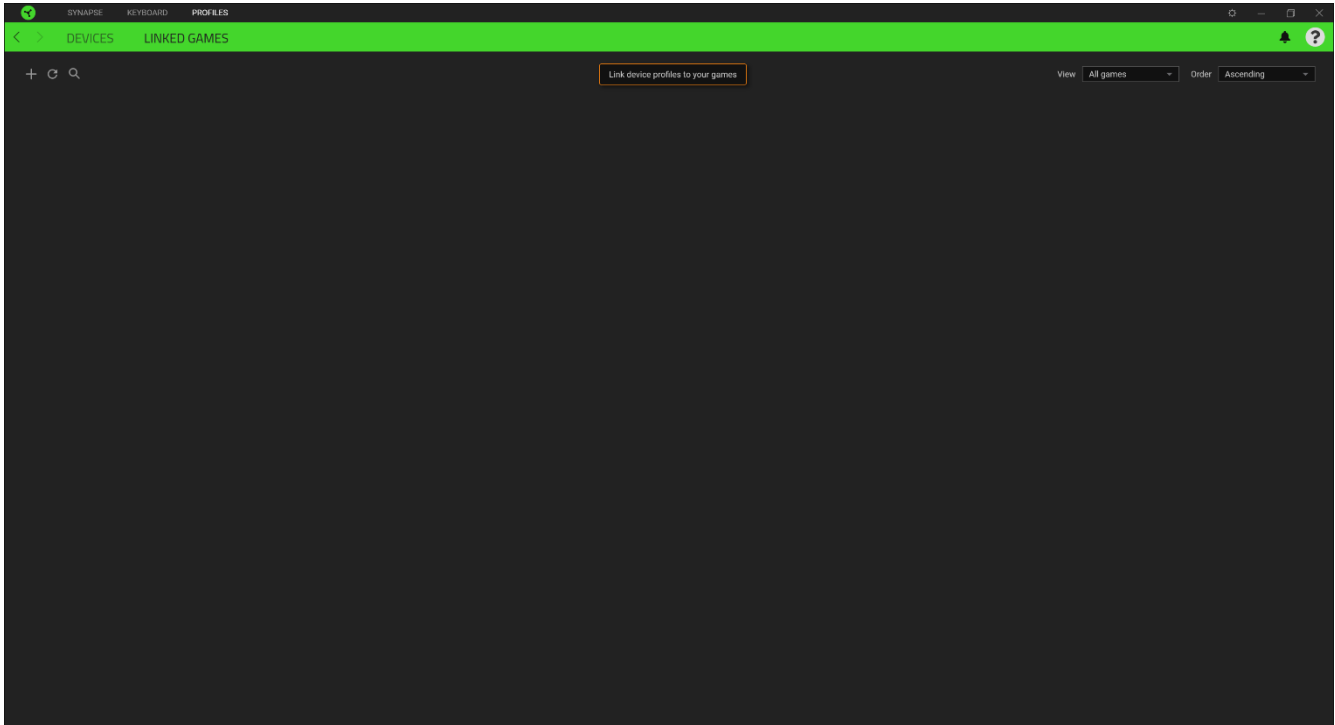 SYNAPSE KEYBOARD PROFILES
DEVICES LINKED GAMES ?
Link device profiles to your games View All games Order Ascending